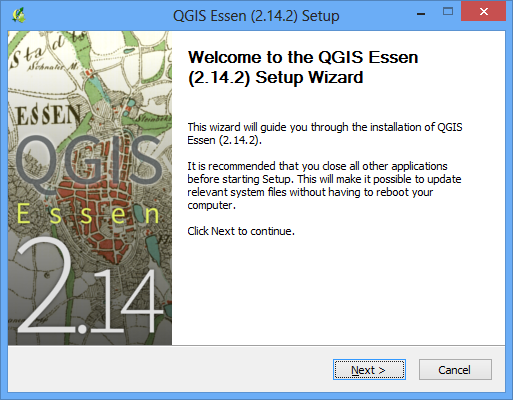 QGIS Essen (2.14.2) Setup
Stadt
Schuster M.
ESSEN
QGIS
Essen
2.14
Welcome to the QGIS Essen
(2.14.2) Setup Wizard
This wizard will guide you through the installation of QGIS
Essen (2.14.2).
It is recommended that you close all other applications
before starting Setup. This will make it possible to update
relevant system files without having to reboot your
computer.
Click Next to continue.
Next >
Cancel